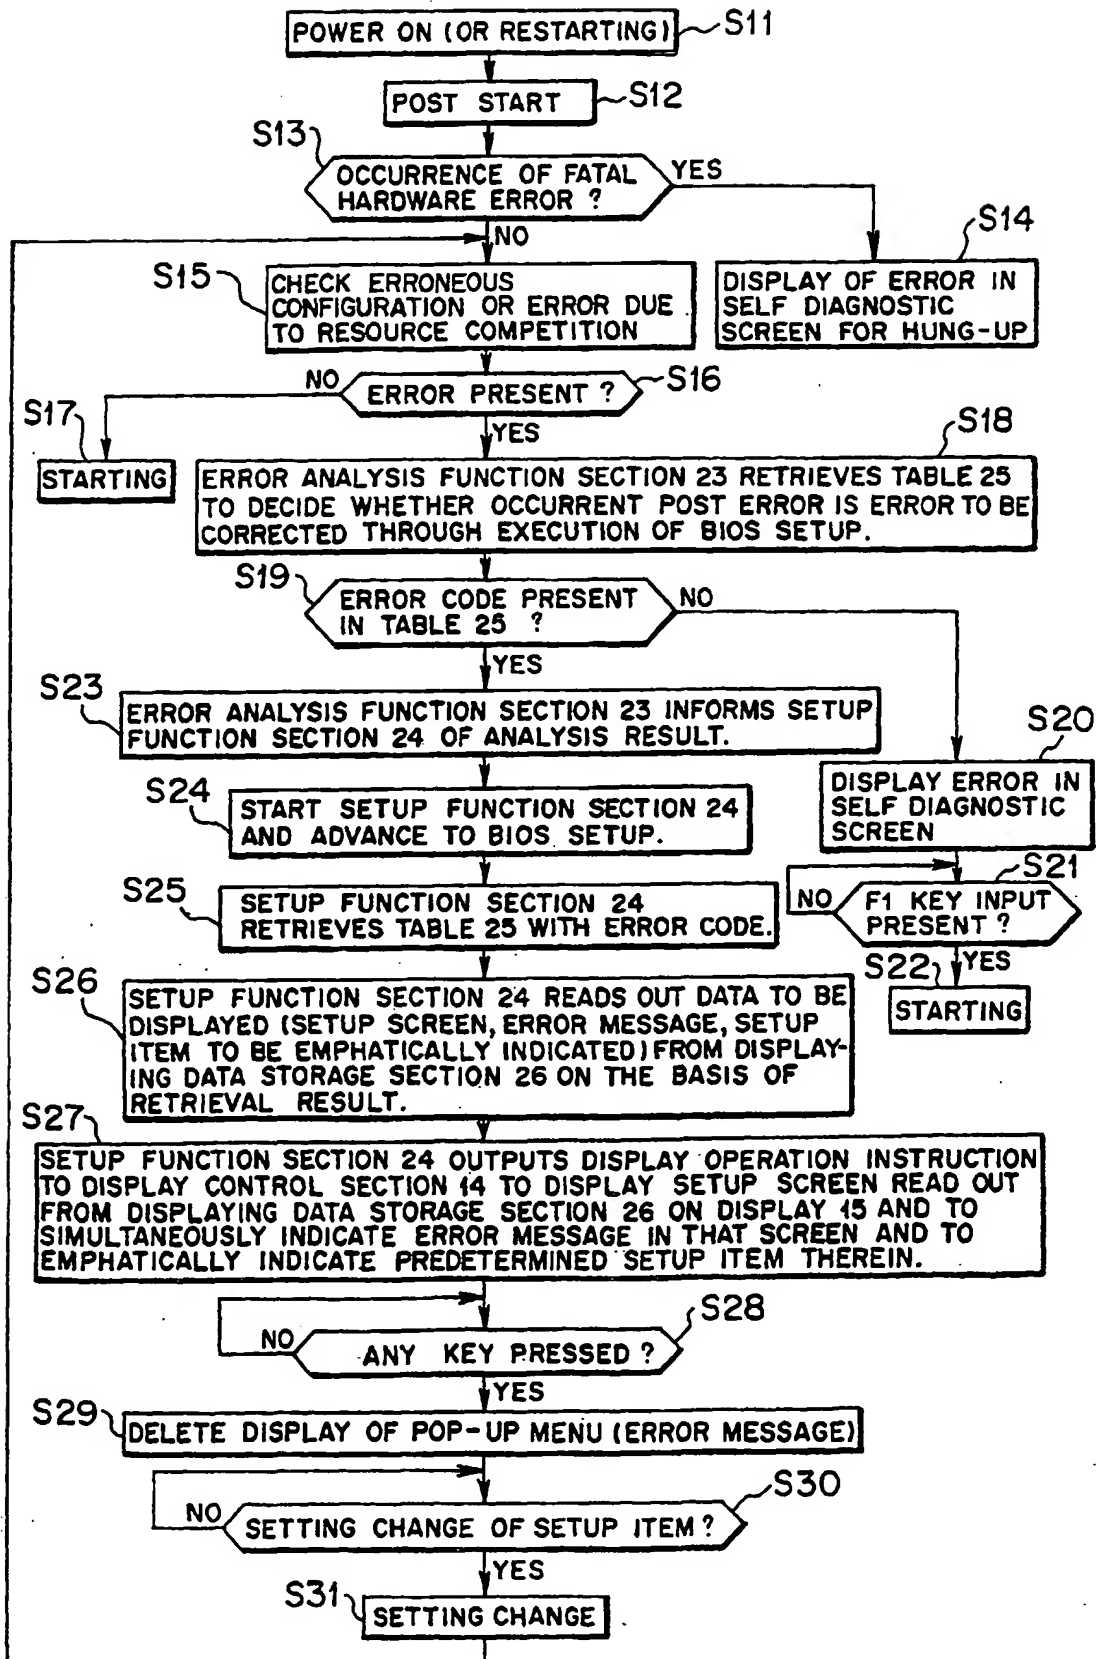 POWER ON (OR RESTARTING)
S11
POST START
S12
S13
OCCURRENCE OF FATAL
HARDWARE ERROR ?
YES
NO
S14
DISPLAY OF ERROR IN
SELF DIAGNOSTIC
SCREEN FOR HUNG-UP
S15
CHECK ERRONEOUS
CONFIGURATION OR ERROR DUE
TO RESOURCE COMPETITION
NO
ERROR PRESENT ?
S16
YES
S17
STARTING
S18
ERROR ANALYSIS FUNCTION SECTION 23 RETRIEVES TABLE 25
TO DECIDE WHETHER OCCURRENT POST ERROR IS ERROR TO BE
CORRECTED THROUGH EXECUTION OF BIOS SETUP.
S19
ERROR CODE PRESENT
IN TABLE 25 ?
NO
YES
S23
ERROR ANALYSIS FUNCTION SECTION 23 INFORMS SETUP
FUNCTION SECTION 24 OF ANALYSIS RESULT.
S20
DISPLAY ERROR IN
SELF DIAGNOSTIC
SCREEN
S24
START SETUP FUNCTION SECTION 24
AND ADVANCE TO BIOS SETUP.
S21
NO
F1 KEY INPUT
PRESENT ?
YES
S25
SETUP FUNCTION SECTION 24
RETRIEVES TABLE 25 WITH ERROR CODE.
S22
STARTING
S26
SETUP FUNCTION SECTION 24 READS OUT DATA TO BE
DISPLAYED (SETUP SCREEN, ERROR MESSAGE, SETUP
ITEM TO BE EMPHATICALLY INDICATED) FROM DISPLAY-
ING DATA STORAGE SECTION 26 ON THE BASIS OF
RETRIEVAL RESULT.
S27
SETUP FUNCTION SECTION 24 OUTPUTS DISPLAY OPERATION INSTRUCTION
TO DISPLAY CONTROL SECTION 14 TO DISPLAY SETUP SCREEN READ OUT
FROM DISPLAYING DATA STORAGE SECTION 26 ON DISPLAY 15 AND TO
SIMULTANEOUSLY INDICATE ERROR MESSAGE IN THAT SCREEN AND TO
EMPHATICALLY INDICATE PREDETERMINED SETUP ITEM THEREIN.
S28
NO
ANY KEY PRESSED ?
YES
S29
DELETE DISPLAY OF POP-UP MENU (ERROR MESSAGE)
S30
NO
SETTING CHANGE OF SETUP ITEM ?
YES
S31
SETTING CHANGE